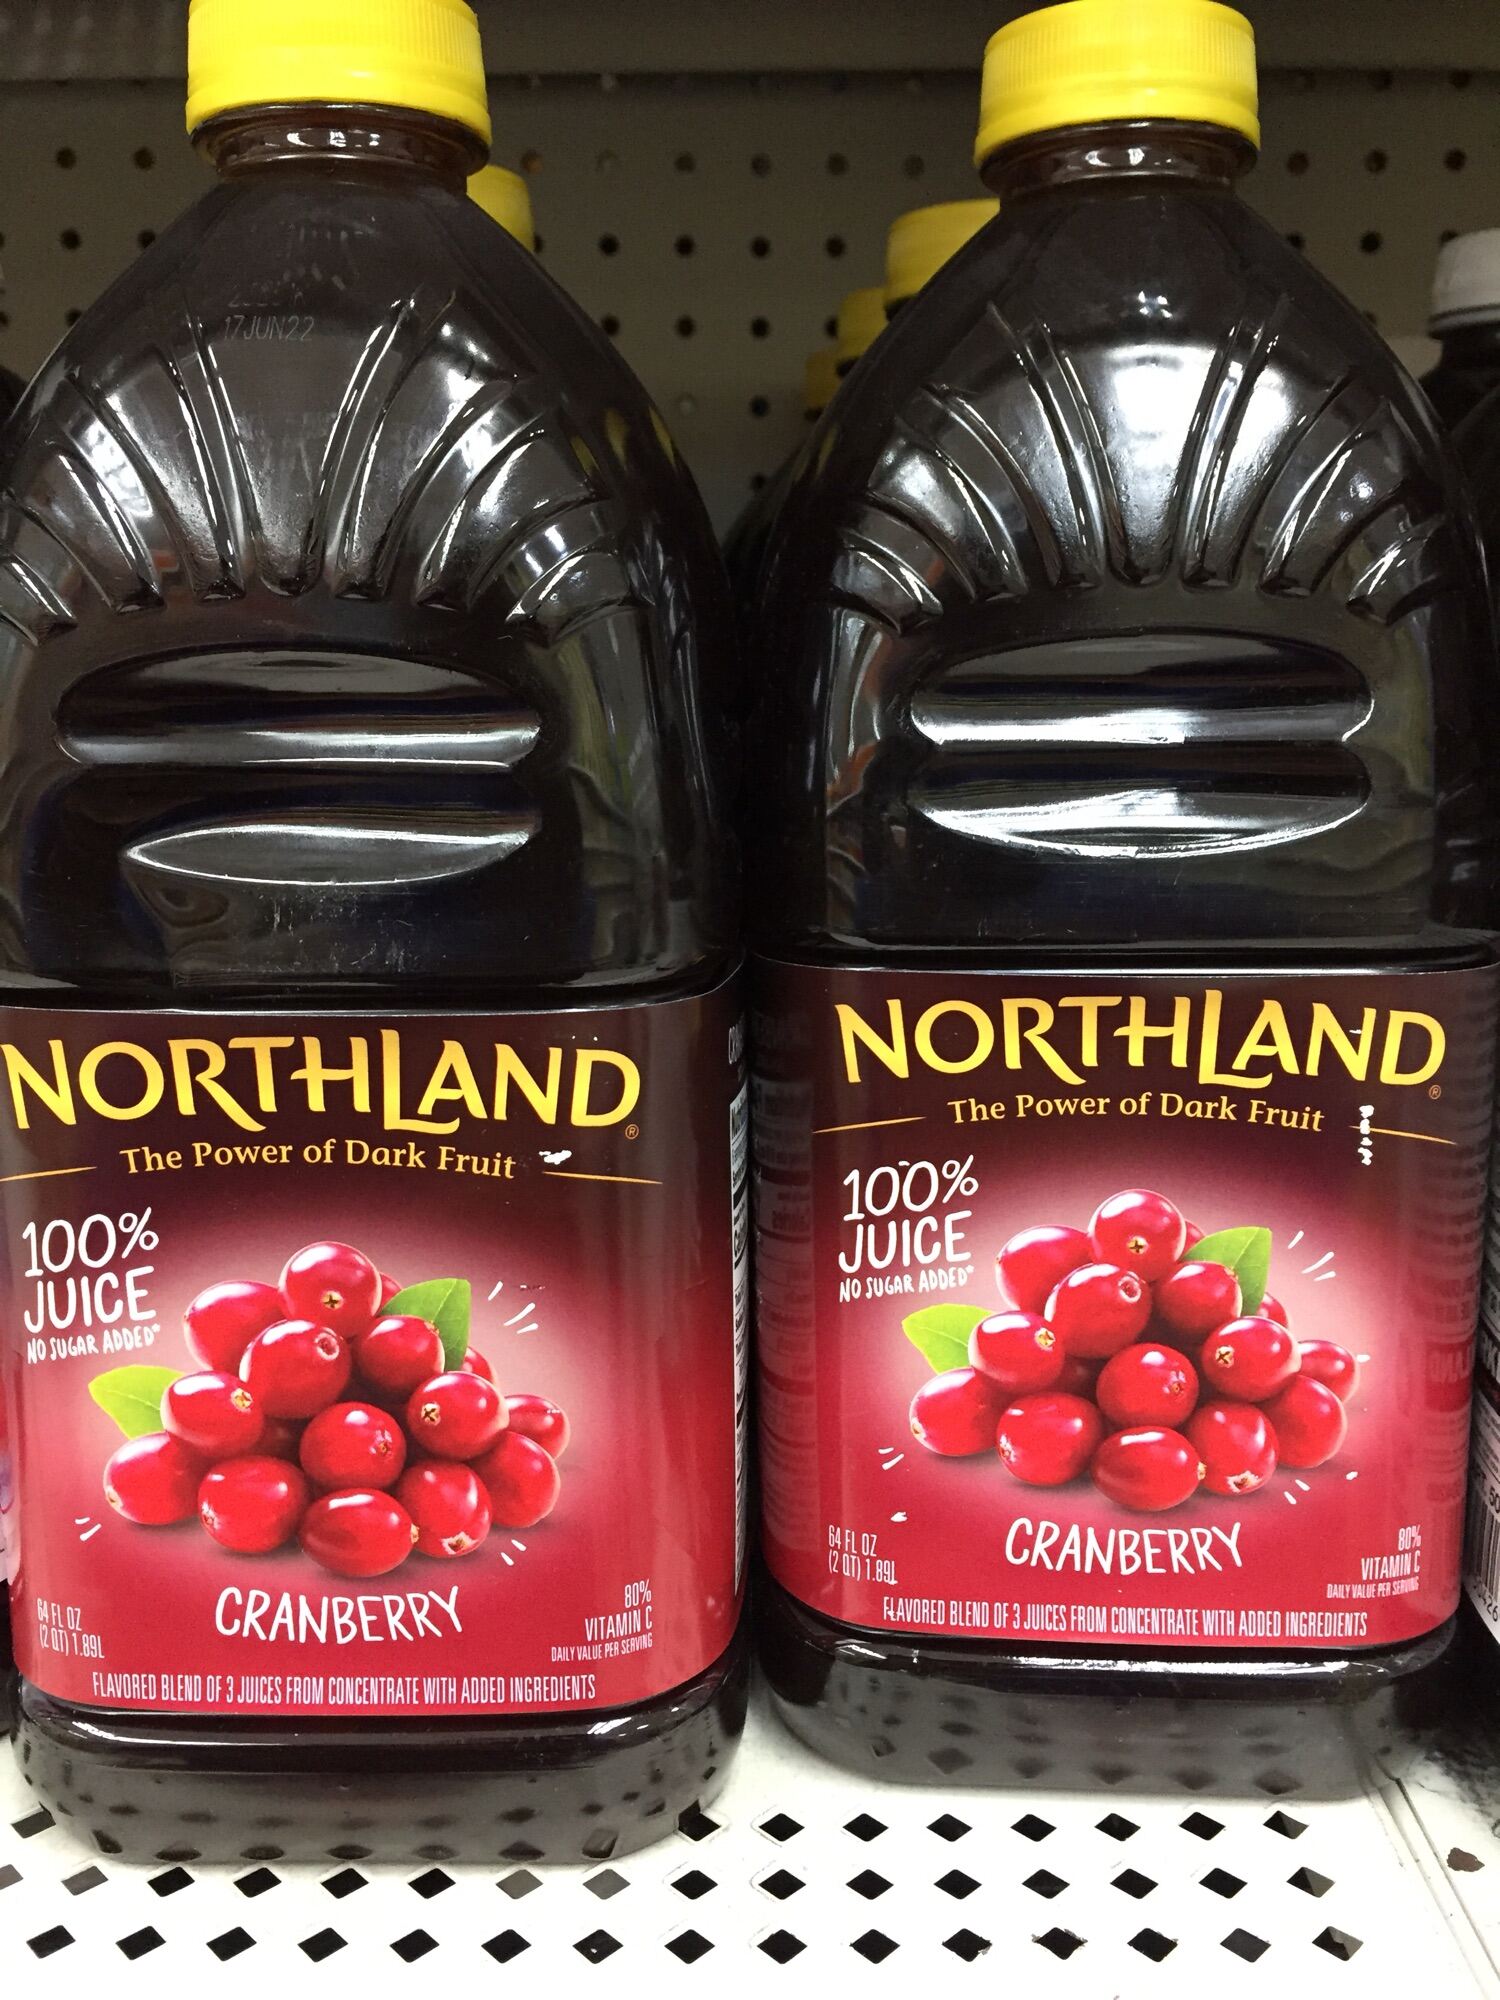 17JUN22
NORTHLAND®
The Power of Dark Fruit
100%
JUICE
NO SUGAR ADDED*
CRANBERRY
64 FL OZ
(2 QT) 1.89L
80%
VITAMIN C
DAILY VALUE PER SERVING
FLAVORED BLEND OF 3 JUICES FROM CONCENTRATE WITH ADDED INGREDIENTS
NORTHLAND®
The Power of Dark Fruit
100%
JUICE
NO SUGAR ADDED*
CRANBERRY
64 FL OZ
(2 QT) 1.89L
80%
VITAMIN C
DAILY VALUE PER SERVING
FLAVORED BLEND OF 3 JUICES FROM CONCENTRATE WITH ADDED INGREDIENTS